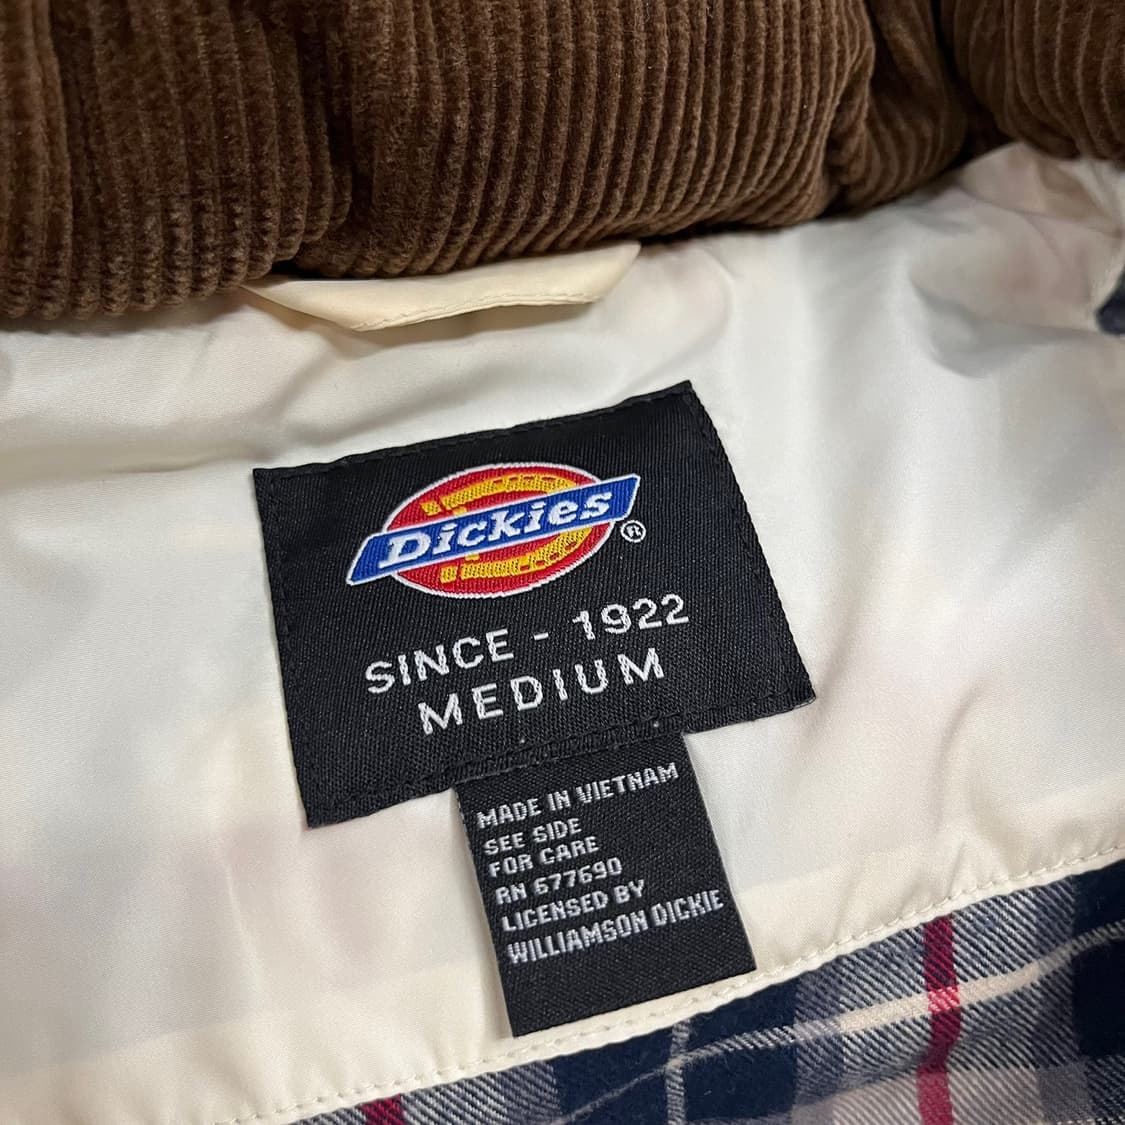 Dickies®
SINCE - 1922
MEDIUM
MADE IN VIETNAM
SEE SIDE
FOR CARE
RN 677690
LICENSED BY
WILLIAMSON DICKIE